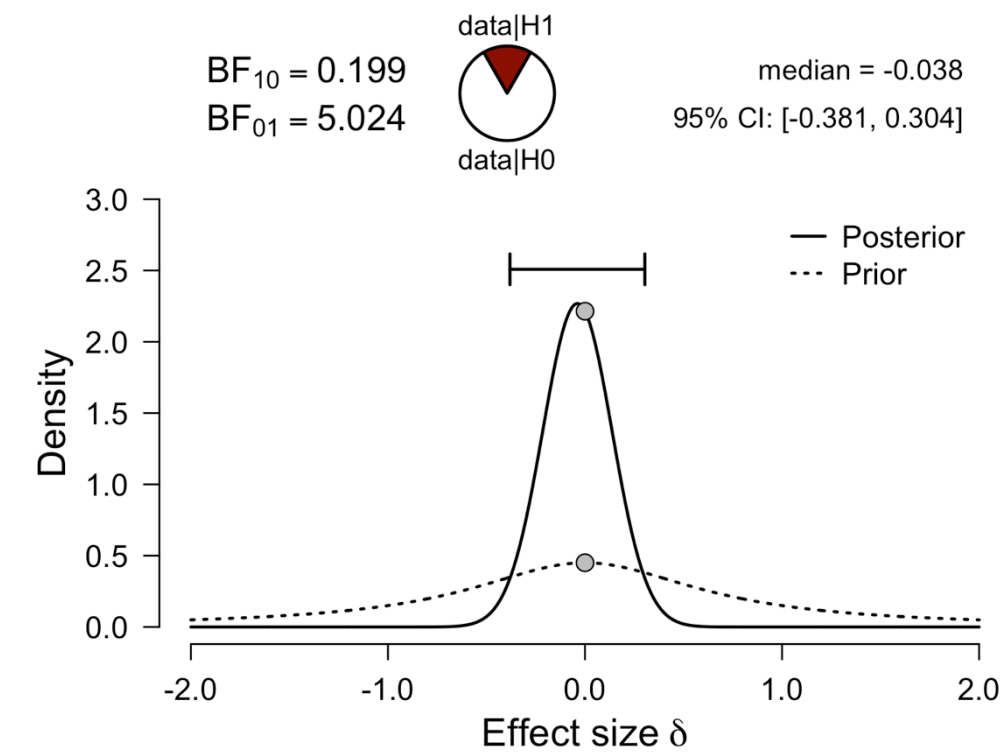 data|H1
BF₁₀ = 0.199
BF₀₁ = 5.024
median = -0.038
95% CI: [-0.381, 0.304]
data|H0
Posterior
Prior
Density
3.0
2.5
2.0
1.5
1.0
0.5
0.0
-2.0 -1.0 0.0 1.0 2.0
Effect size δ